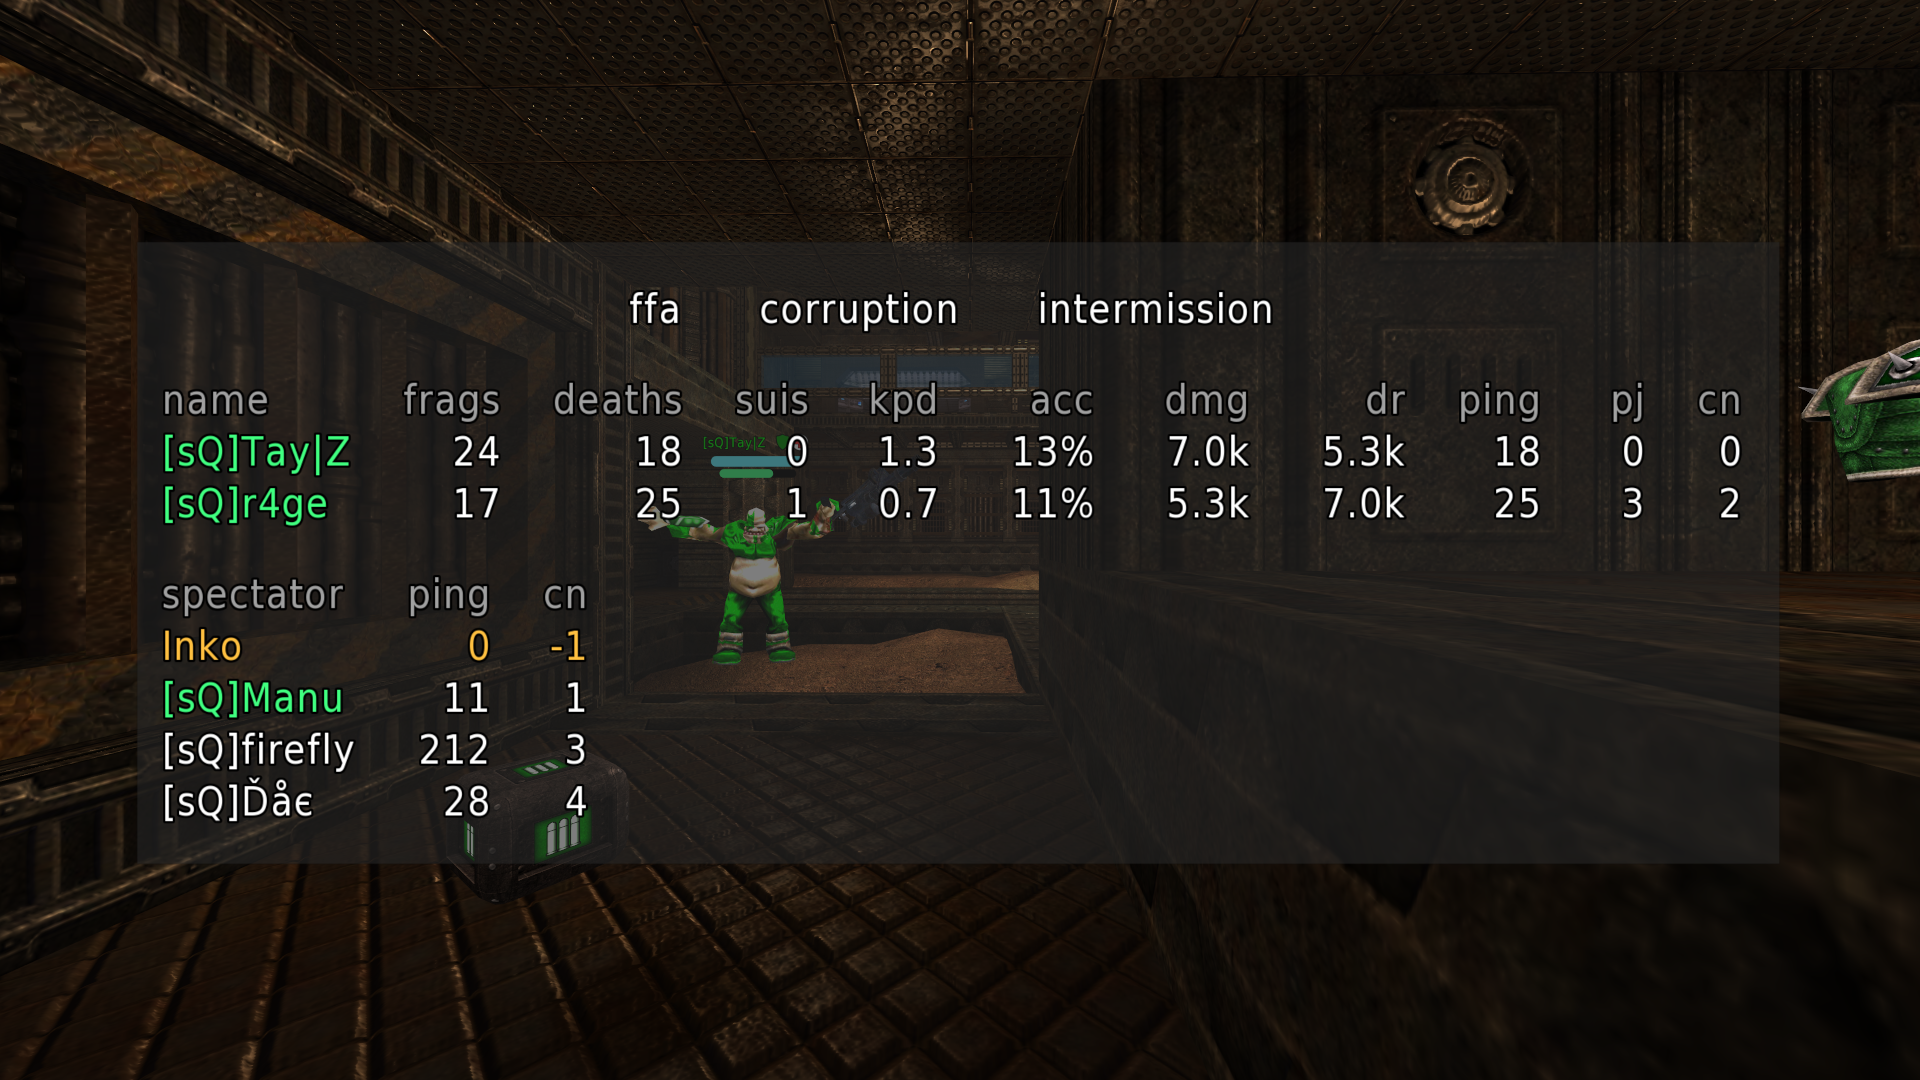 ffa corruption intermission
name frags deaths suis kpd acc dmg dr ping pj cn
[sQ]Tay|Z 24 18 0 1.3 13% 7.0k 5.3k 18 0 0
[sQ]Tay|Z
[sQ]r4ge 17 25 1 0.7 11% 5.3k 7.0k 25 3 2
spectator ping cn
Inko 0 -1
[sQ]Manu 11 1
[sQ]firefly 212 3
[sQ]Ďåє 28 4